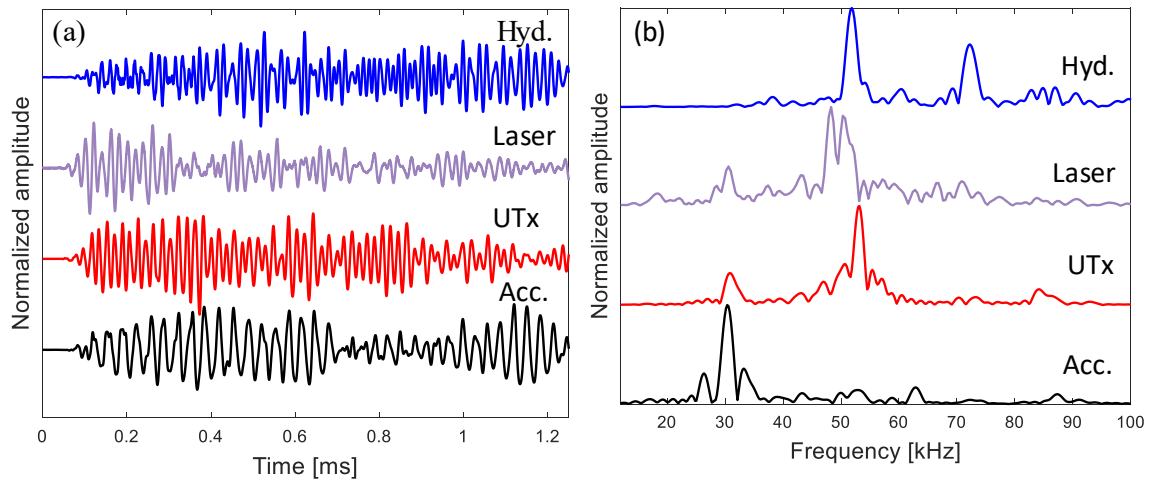 (a)
Hyd.
Laser
UTx
Acc.
Normalized amplitude
0 0.2 0.4 0.6 0.8 1 1.2
Time [ms]
(b)
Hyd.
Laser
UTx
Acc.
Normalized amplitude
20 30 40 50 60 70 80 90 100
Frequency [kHz]